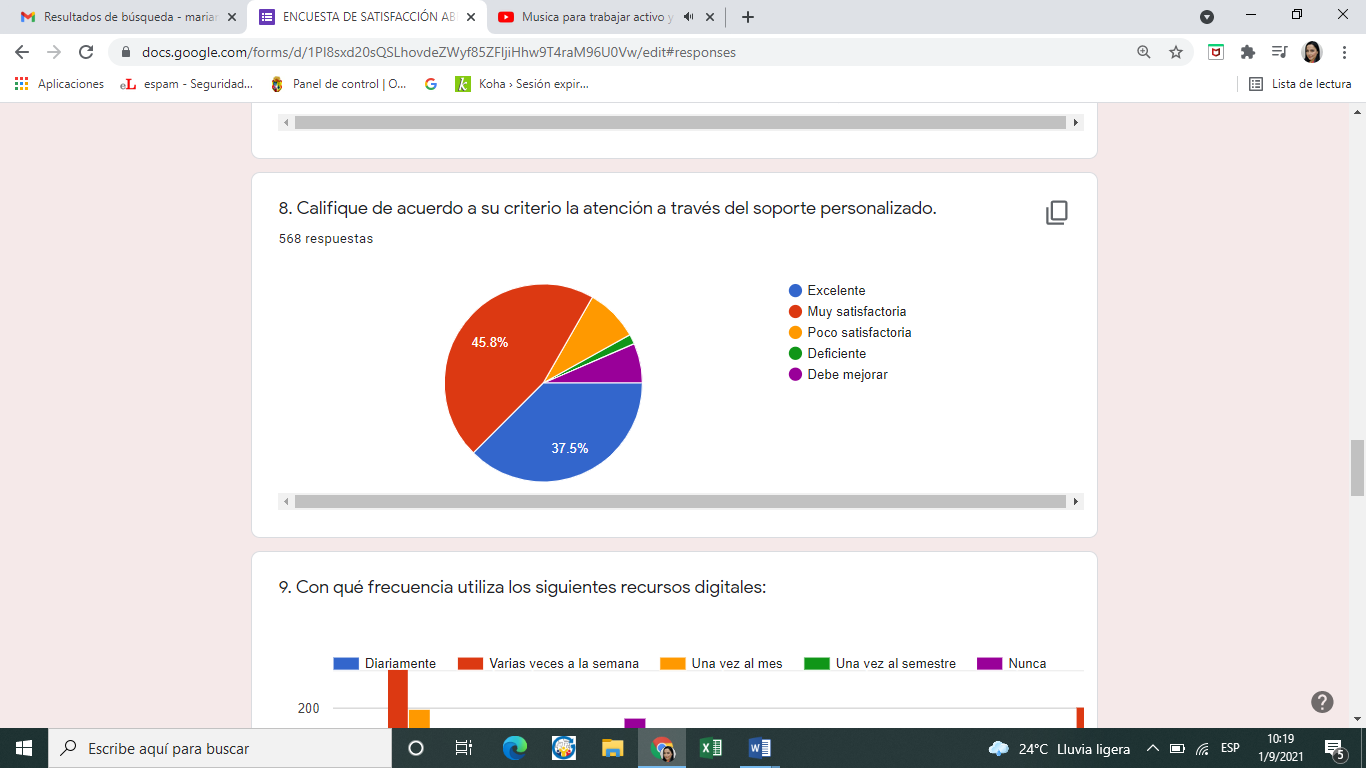 Resultados de búsqueda - marian
ENCUESTA DE SATISFACCIÓN AB
Musica para trabajar activo y
docs.google.com/forms/d/1PI8sxd20sQSLhovdeZWyf85ZFIjiHhw9T4raM96U0Vw/edit#responses
Aplicaciones
espam - Seguridad...
Panel de control | O...
Koha › Sesión expir...
Lista de lectura
8. Califique de acuerdo a su criterio la atención a través del soporte personalizado.
568 respuestas
Excelente
Muy satisfactoria
Poco satisfactoria
Deficiente
Debe mejorar
45.8%
37.5%
9. Con qué frecuencia utiliza los siguientes recursos digitales:
Diariamente
Varias veces a la semana
Una vez al mes
Una vez al semestre
Nunca
200
Escribe aquí para buscar
24°C Lluvia ligera
ESP
10:19
1/9/2021
5